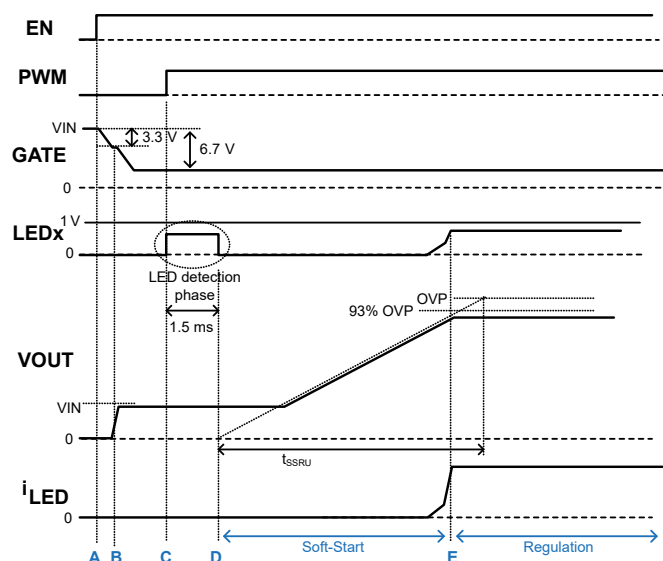 EN
PWM
VIN
3.3 V
6.7 V
GATE
0
1 V
LEDx
0
LED detection
phase
1.5 ms
OVP
93% OVP
VOUT
VIN
0
tSSRU
iLED
0
A B C D Soft-Start E Regulation